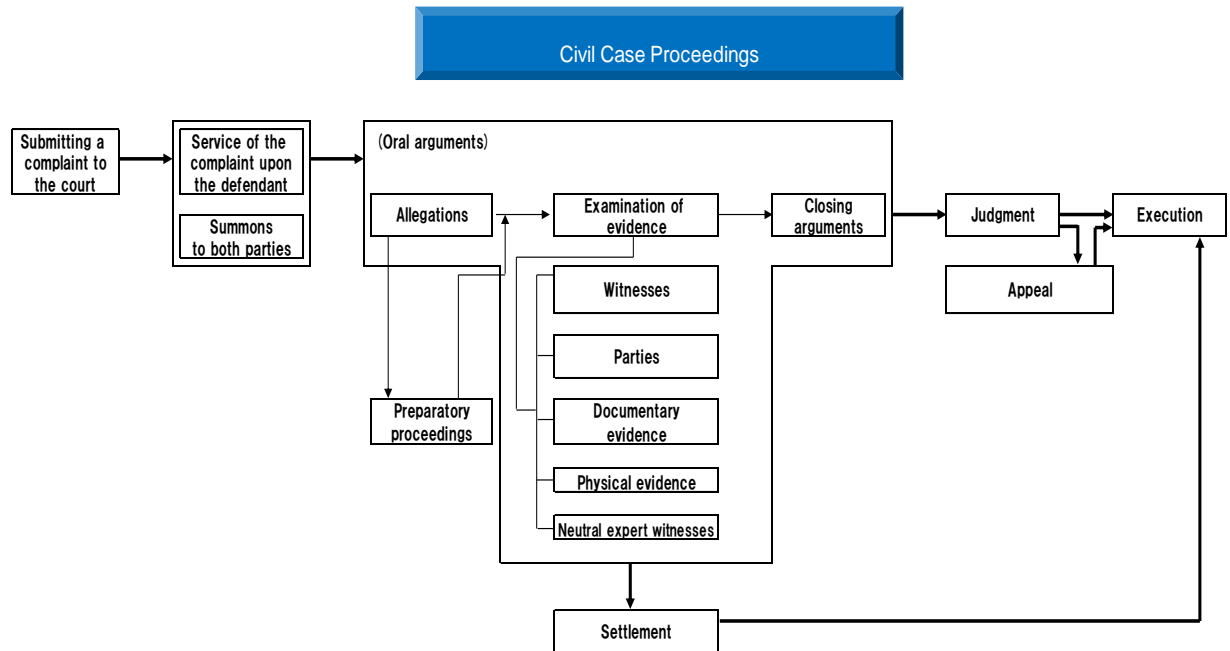 Civil Case Proceedings
Submitting a
complaint to
the court
Service of the
complaint upon
the defendant
Summons
to both parties
(Oral arguments)
Allegations
Examination of
evidence
Closing
arguments
Judgment
Execution
Appeal
Witnesses
Parties
Preparatory
proceedings
Documentary
evidence
Physical evidence
Neutral expert witnesses
Settlement